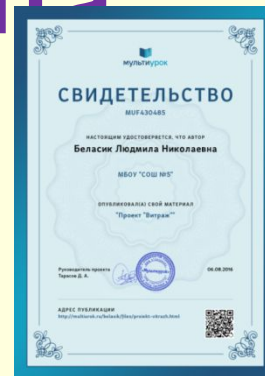 мультиурок
СВИДЕТЕЛЬСТВО
MUF430485
НАСТОЯЩИМ УДОСТОВЕРЯЕТСЯ, ЧТО АВТОР
Беласик Людмила Николаевна
МБОУ "СОШ №5"
ОПУБЛИКОВАЛ(А) СВОЙ МАТЕРИАЛ
"Проект "Витраж""
Руководитель проекта
Тарасов Д. А.
06.08.2016
АДРЕС ПУБЛИКАЦИИ